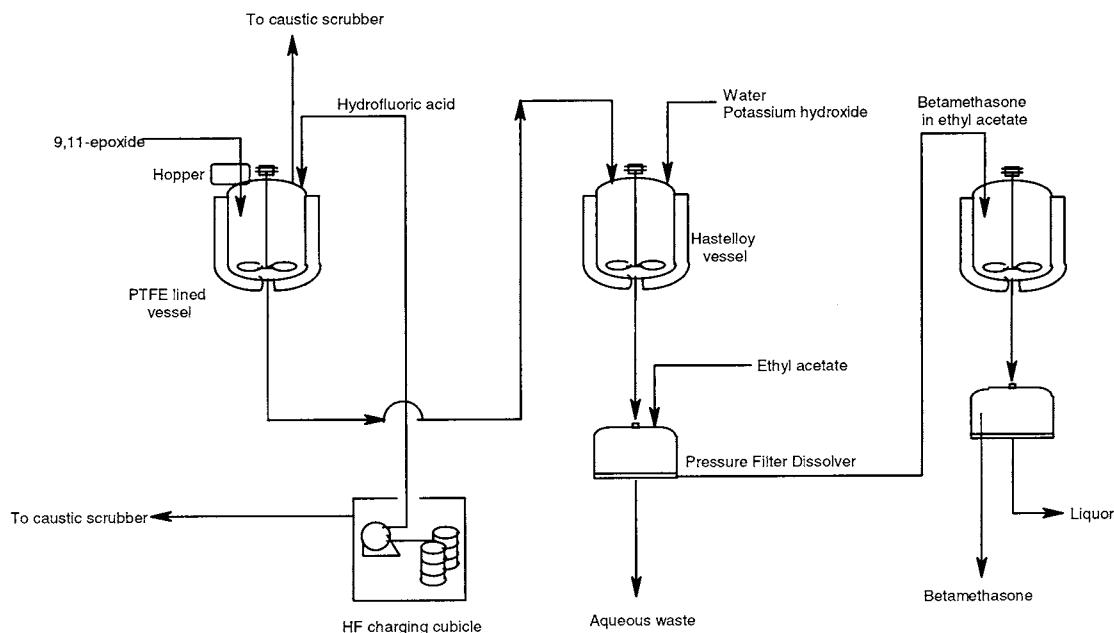 To caustic scrubber
Hydrofluoric acid
9,11-epoxide
Hopper
PTFE lined
vessel
Water
Potassium hydroxide
Hastelloy
vessel
Betamethasone
in ethyl acetate
Ethyl acetate
Pressure Filter Dissolver
To caustic scrubber
HF charging cubicle
Aqueous waste
Liquor
Betamethasone